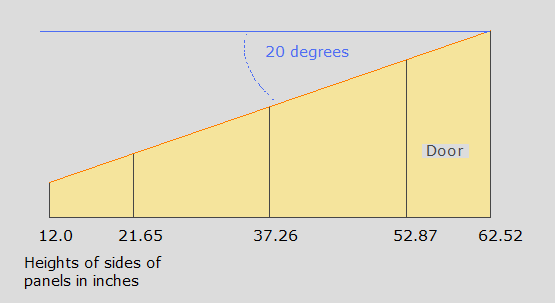 20 degrees
Door
12.0 21.65 37.26 52.87 62.52
Heights of sides of
panels in inches